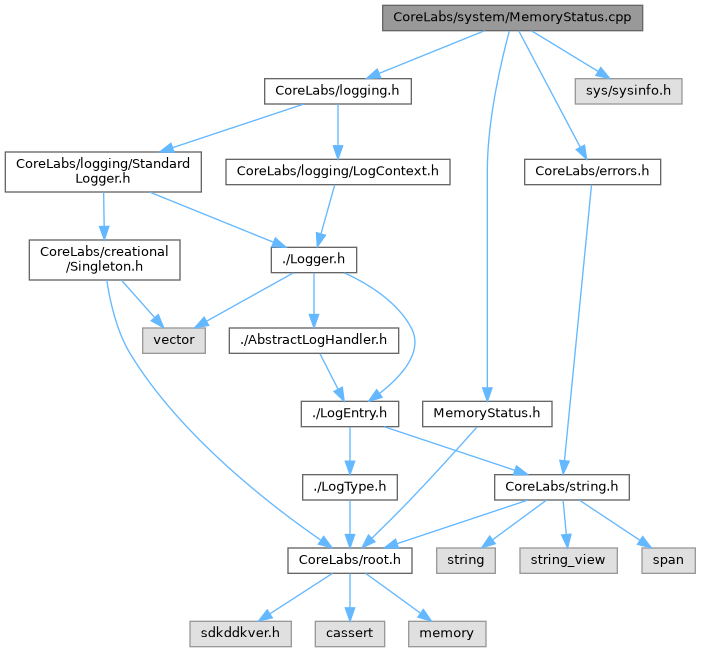 CoreLabs/system/MemoryStatus.cpp
CoreLabs/logging.h
sys/sysinfo.h
CoreLabs/logging/Standard
Logger.h
CoreLabs/logging/LogContext.h
CoreLabs/errors.h
CoreLabs/creational
/Singleton.h
./Logger.h
vector
./AbstractLogHandler.h
./LogEntry.h
MemoryStatus.h
./LogType.h
CoreLabs/string.h
CoreLabs/root.h
string
string_view
span
sdkddkver.h
cassert
memory